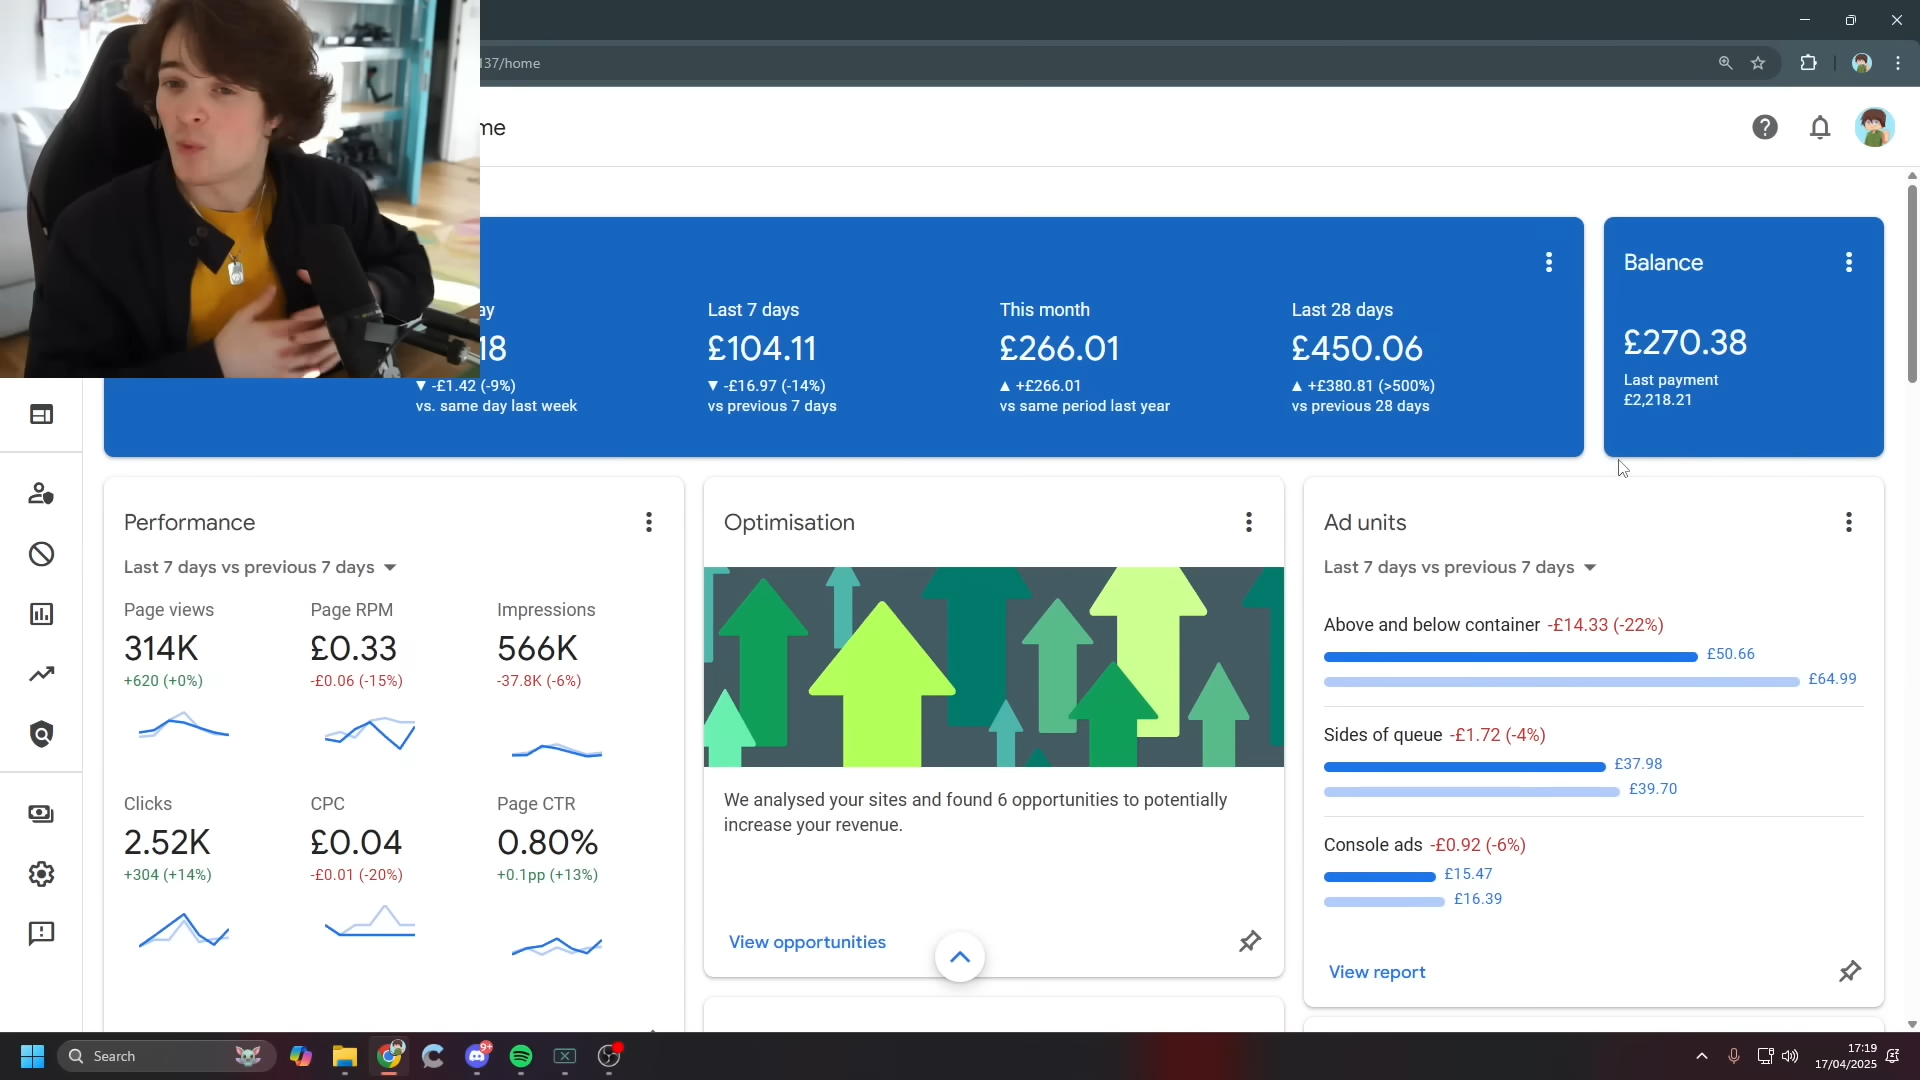 137/home
me
ay
18
▼ -£1.42 (-9%)
vs. same day last week
Last 7 days
£104.11
▼ -£16.97 (-14%)
vs previous 7 days
This month
£266.01
▲ +£266.01
vs same period last year
Last 28 days
£450.06
▲ +£380.81 (>500%)
vs previous 28 days
Balance
£270.38
Last payment
£2,218.21
Performance
Last 7 days vs previous 7 days
Page views
314K
+620 (+0%)
Page RPM
£0.33
-£0.06 (-15%)
Impressions
566K
-37.8K (-6%)
Clicks
2.52K
+304 (+14%)
CPC
£0.04
-£0.01 (-20%)
Page CTR
0.80%
+0.1pp (+13%)
Optimisation
We analysed your sites and found 6 opportunities to potentially
increase your revenue.
View opportunities
Ad units
Last 7 days vs previous 7 days
Above and below container -£14.33 (-22%)
£50.66
£64.99
Sides of queue -£1.72 (-4%)
£37.98
£39.70
Console ads -£0.92 (-6%)
£15.47
£16.39
View report
Search
9+
17:19
17/04/2025